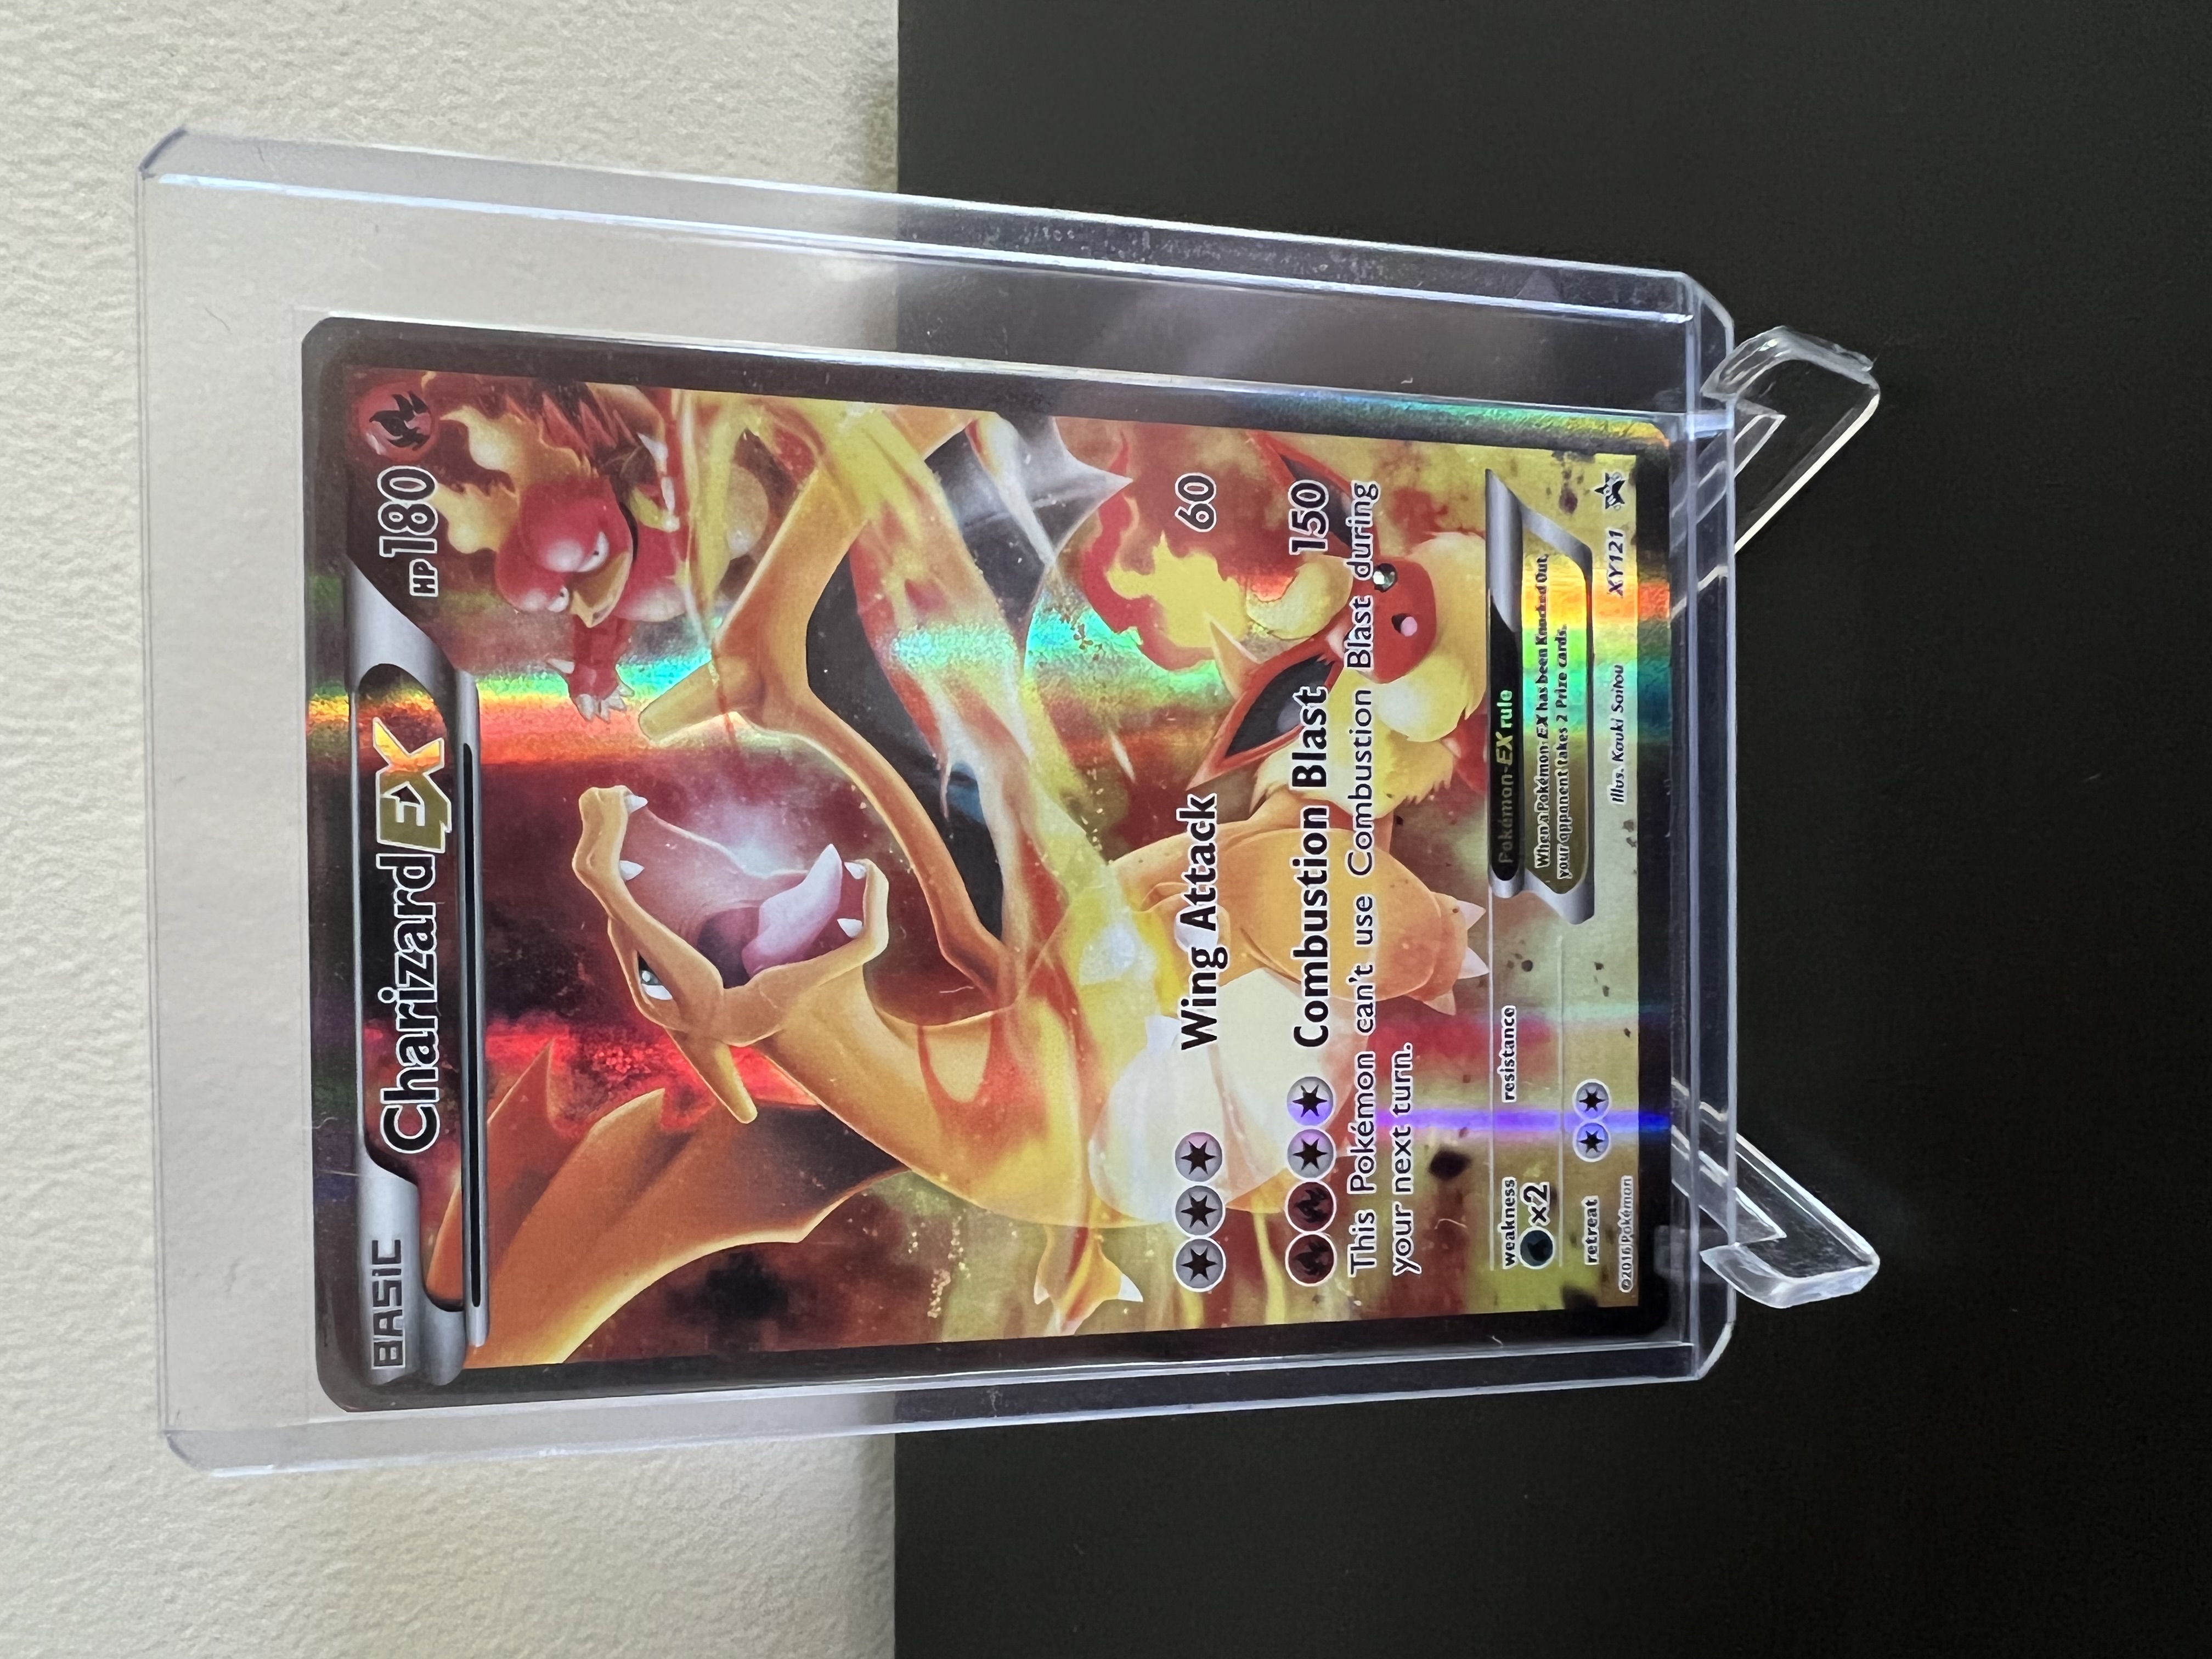 BASIC
Charizard EX
HP 180
Wing Attack 60
Combustion Blast 150
This Pokémon can't use Combustion Blast during
your next turn.
weakness
x2
resistance
retreat
Pokémon-EX rule
When a Pokémon-EX has been Knocked Out,
your opponent takes 2 Prize cards.
©2016 Pokémon
Illus. Kouki Saitou
XY121